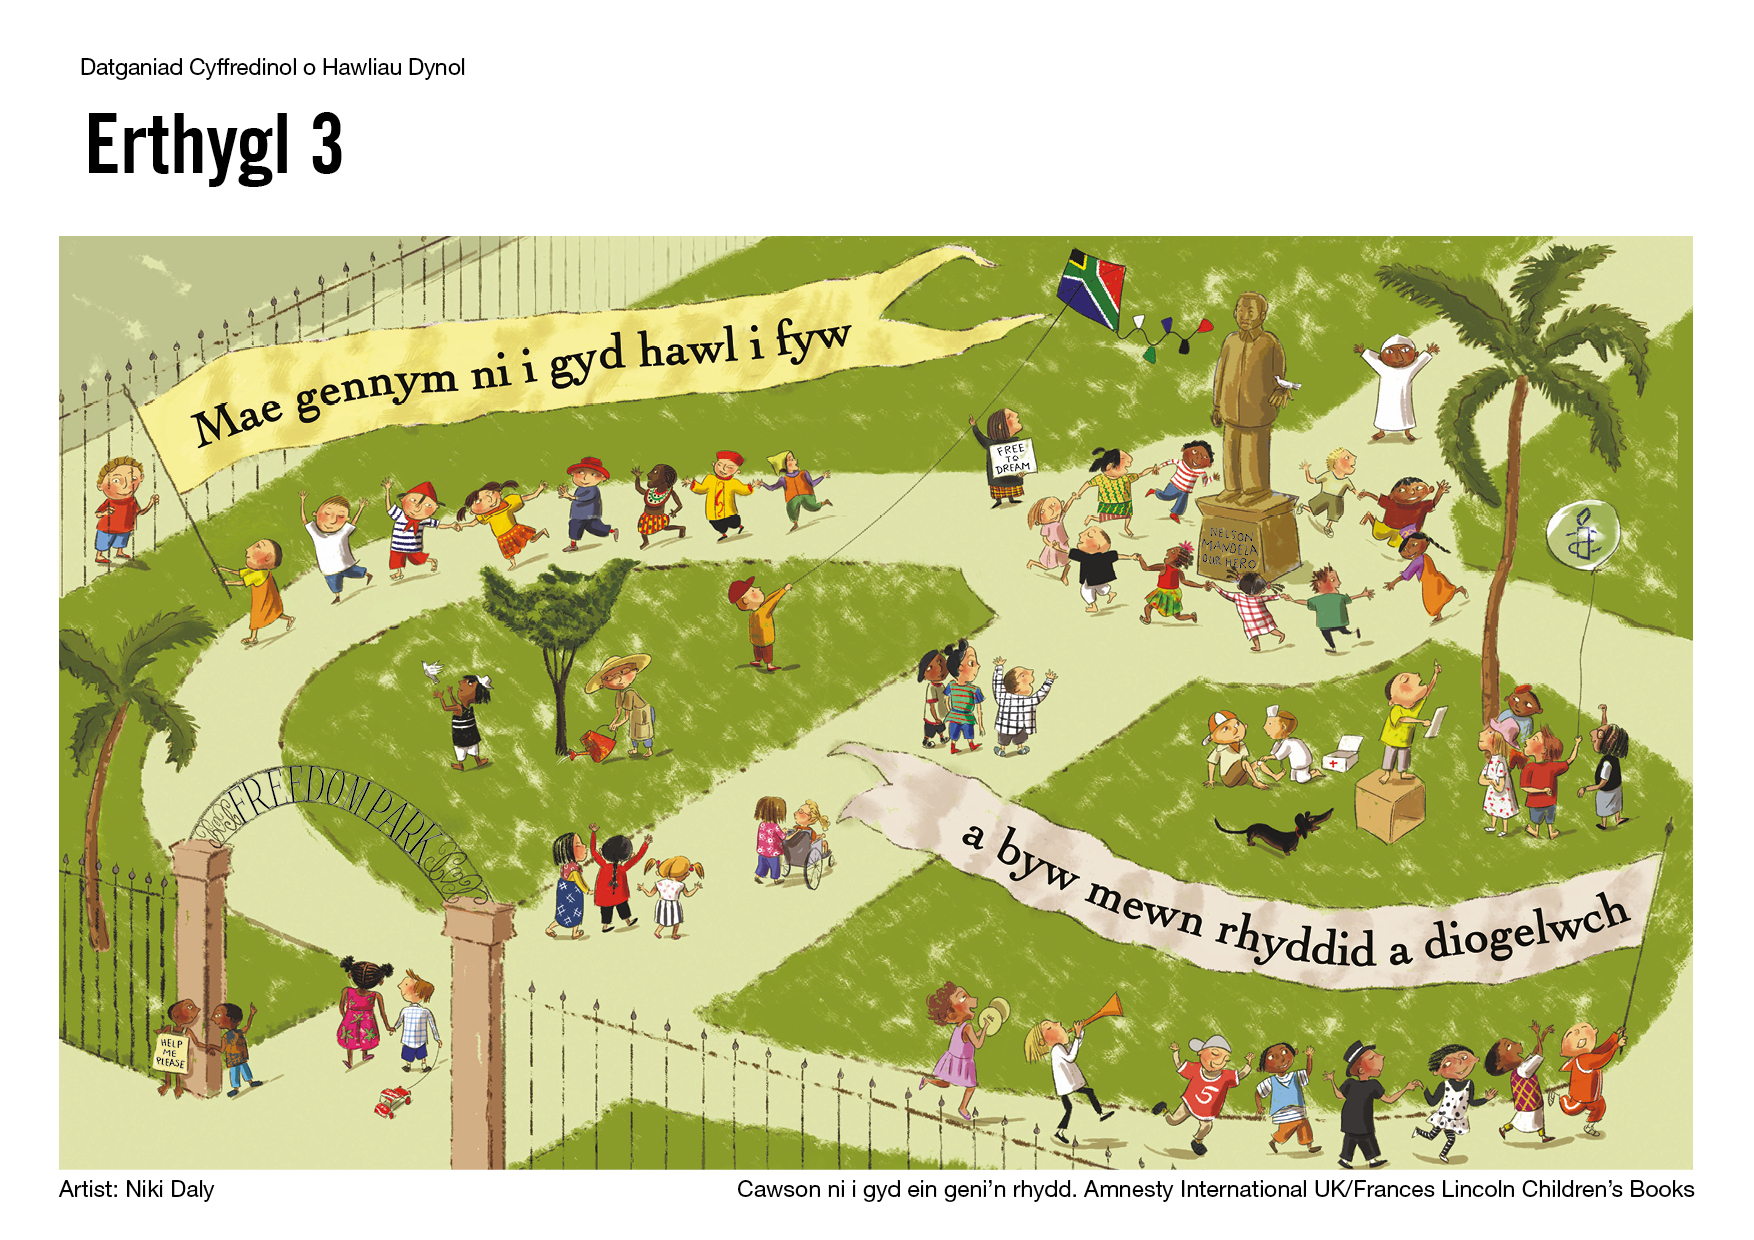 Datganiad Cyffredinol o Hawliau Dynol
Erthygl 3
Mae gennym ni i gyd hawl i fyw
FREE
TO
DREAM
NELSON
MANDELA
OUR HERO
a byw mewn rhyddid a diogelwch
FREEDOM PARK
HELP
ME
PLEASE
5
Artist: Niki Daly
Cawson ni i gyd ein geni’n rhydd. Amnesty International UK/Frances Lincoln Children’s Books